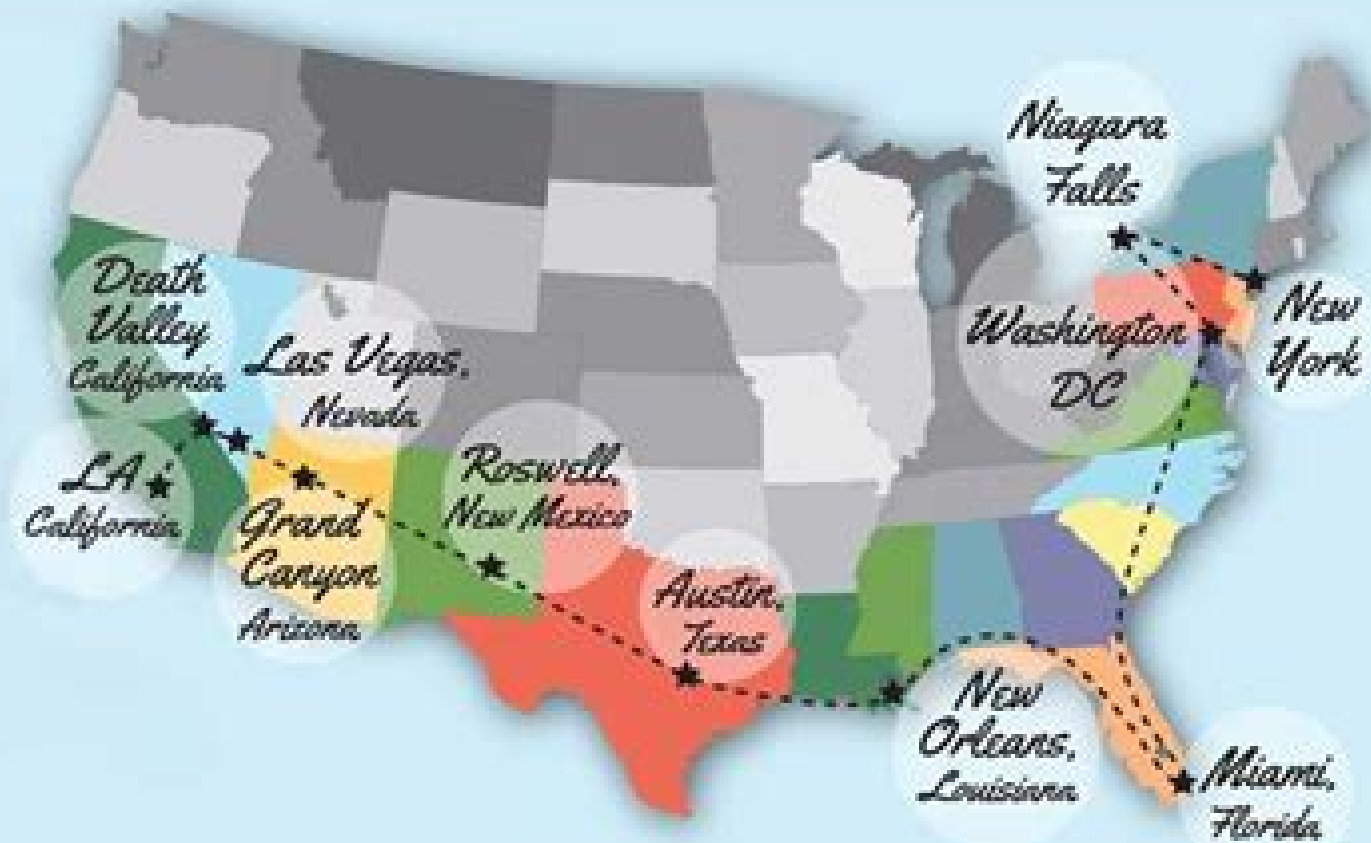 Niagara
Falls
Death
Valley
California
Las Vegas,
Nevada
Washington
DC
New
York
LA
California
Roswell,
New Mexico
Grand
Canyon
Arizona
Austin,
Texas
New
Orleans,
Louisiana
Miami,
Florida